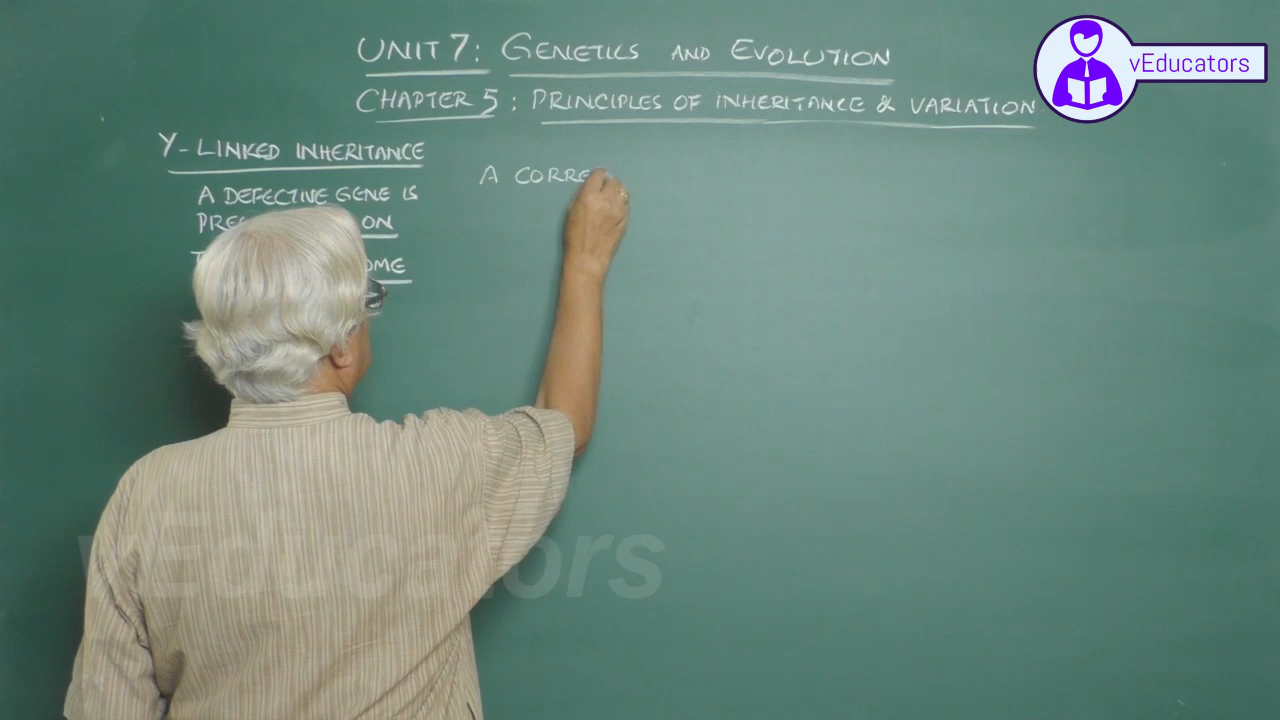 UNIT 7: GENETICS AND EVOLUTION
CHAPTER 5 : PRINCIPLES OF INHERITANCE & VARIATION
vEducators
Y-LINKED INHERITANCE
A DEFECTIVE GENE IS
ON
A CORRE
vEducators